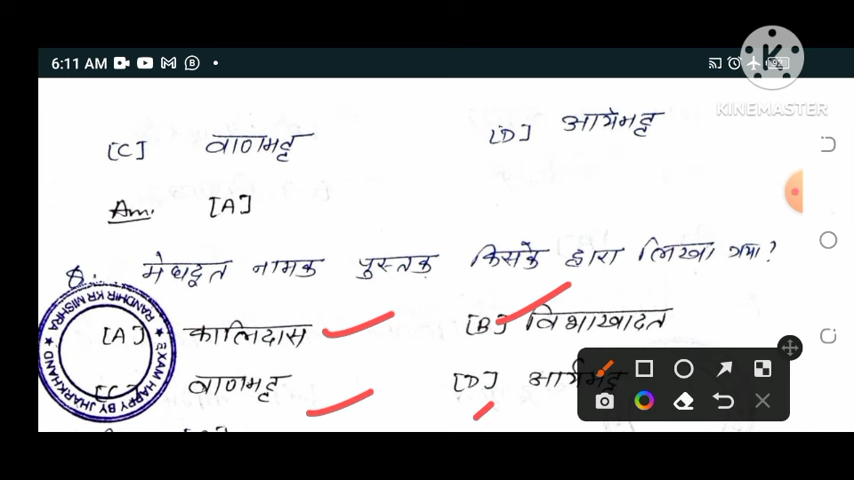 6:11 AM
92
KINEMASTER
[C] वाणभट्ट [D] आर्यभट्ट
Ans. [A]
Q. मेघदूत नामक पुस्तक किसके द्वारा लिखा गया?
[A] कालिदास [B] विशाखादत
[C] वाणभट्ट [D] आर्यभट्ट
RANDHIR KR MISHRA ★ EXAM HAPPY BY JHARKHAND ★